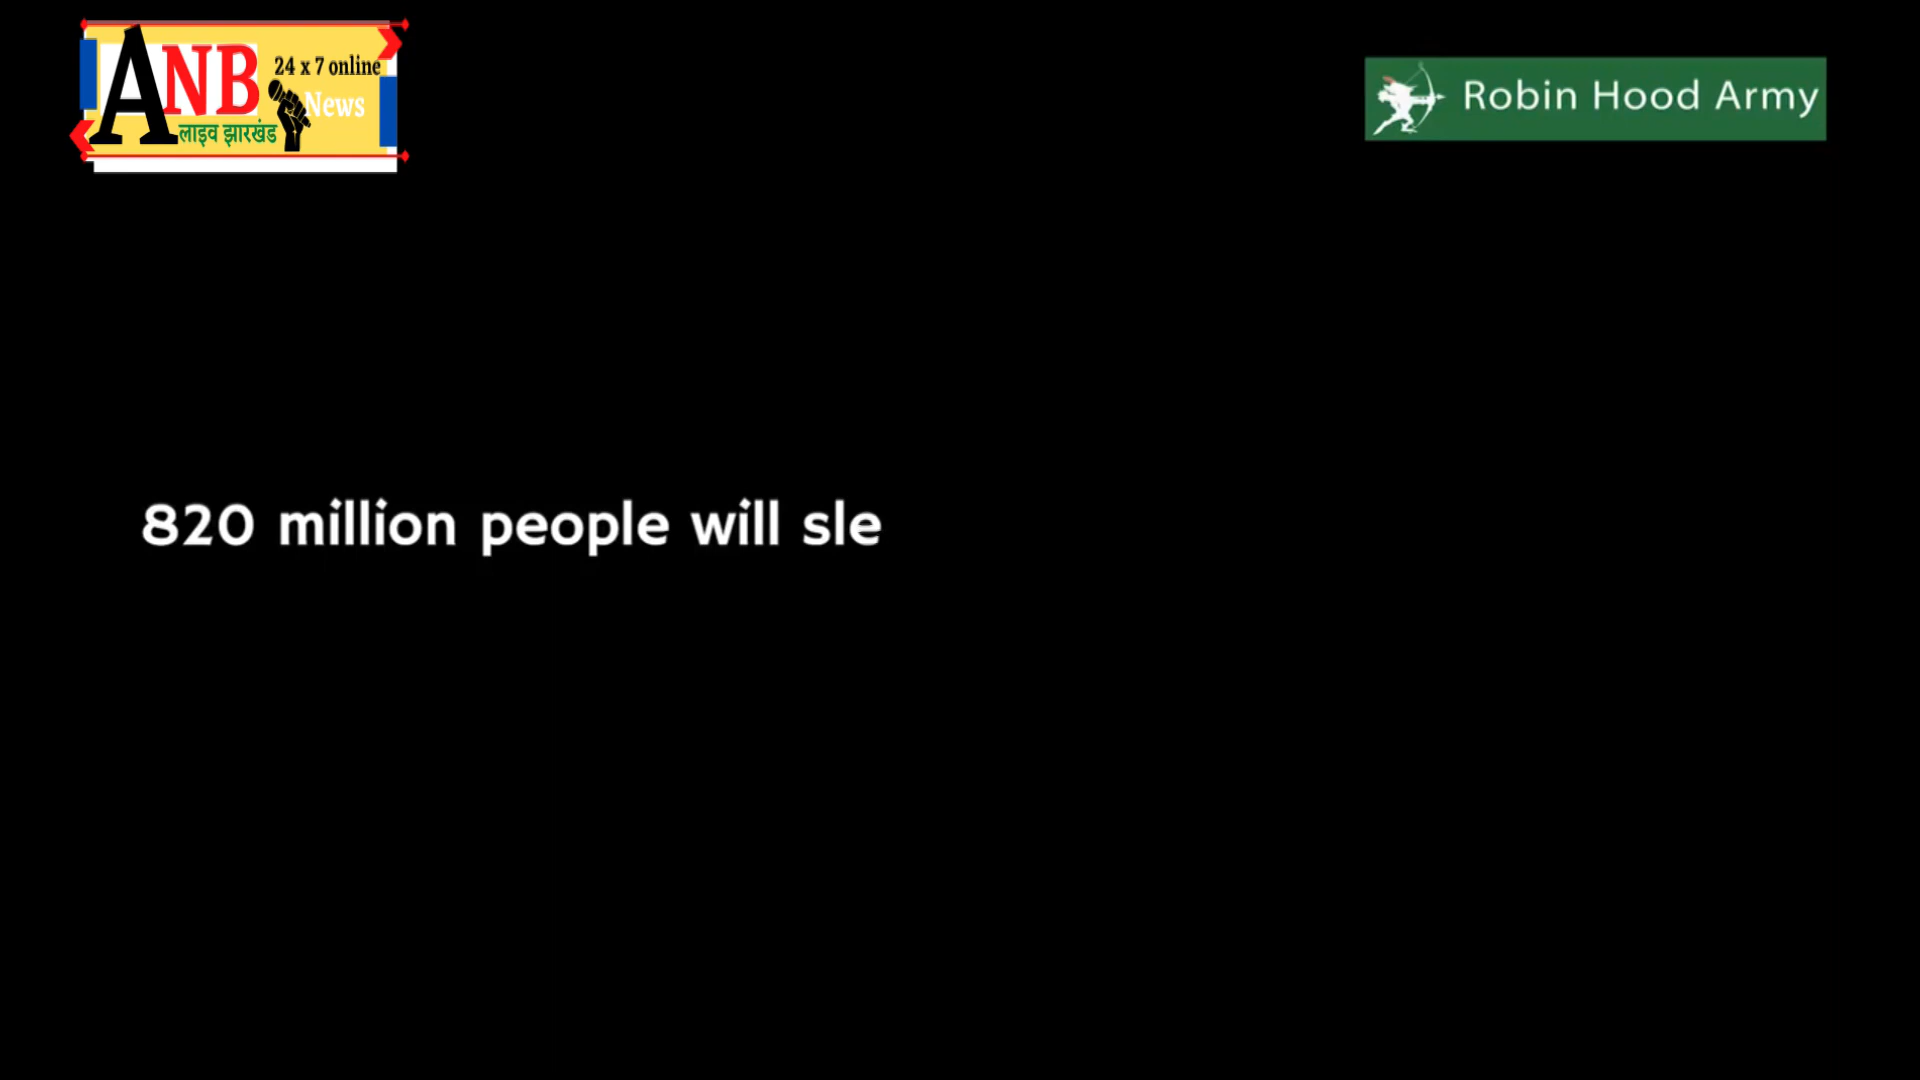 ANB
24 x 7 online
News
लाइव झारखंड
Robin Hood Army
820 million people will sle